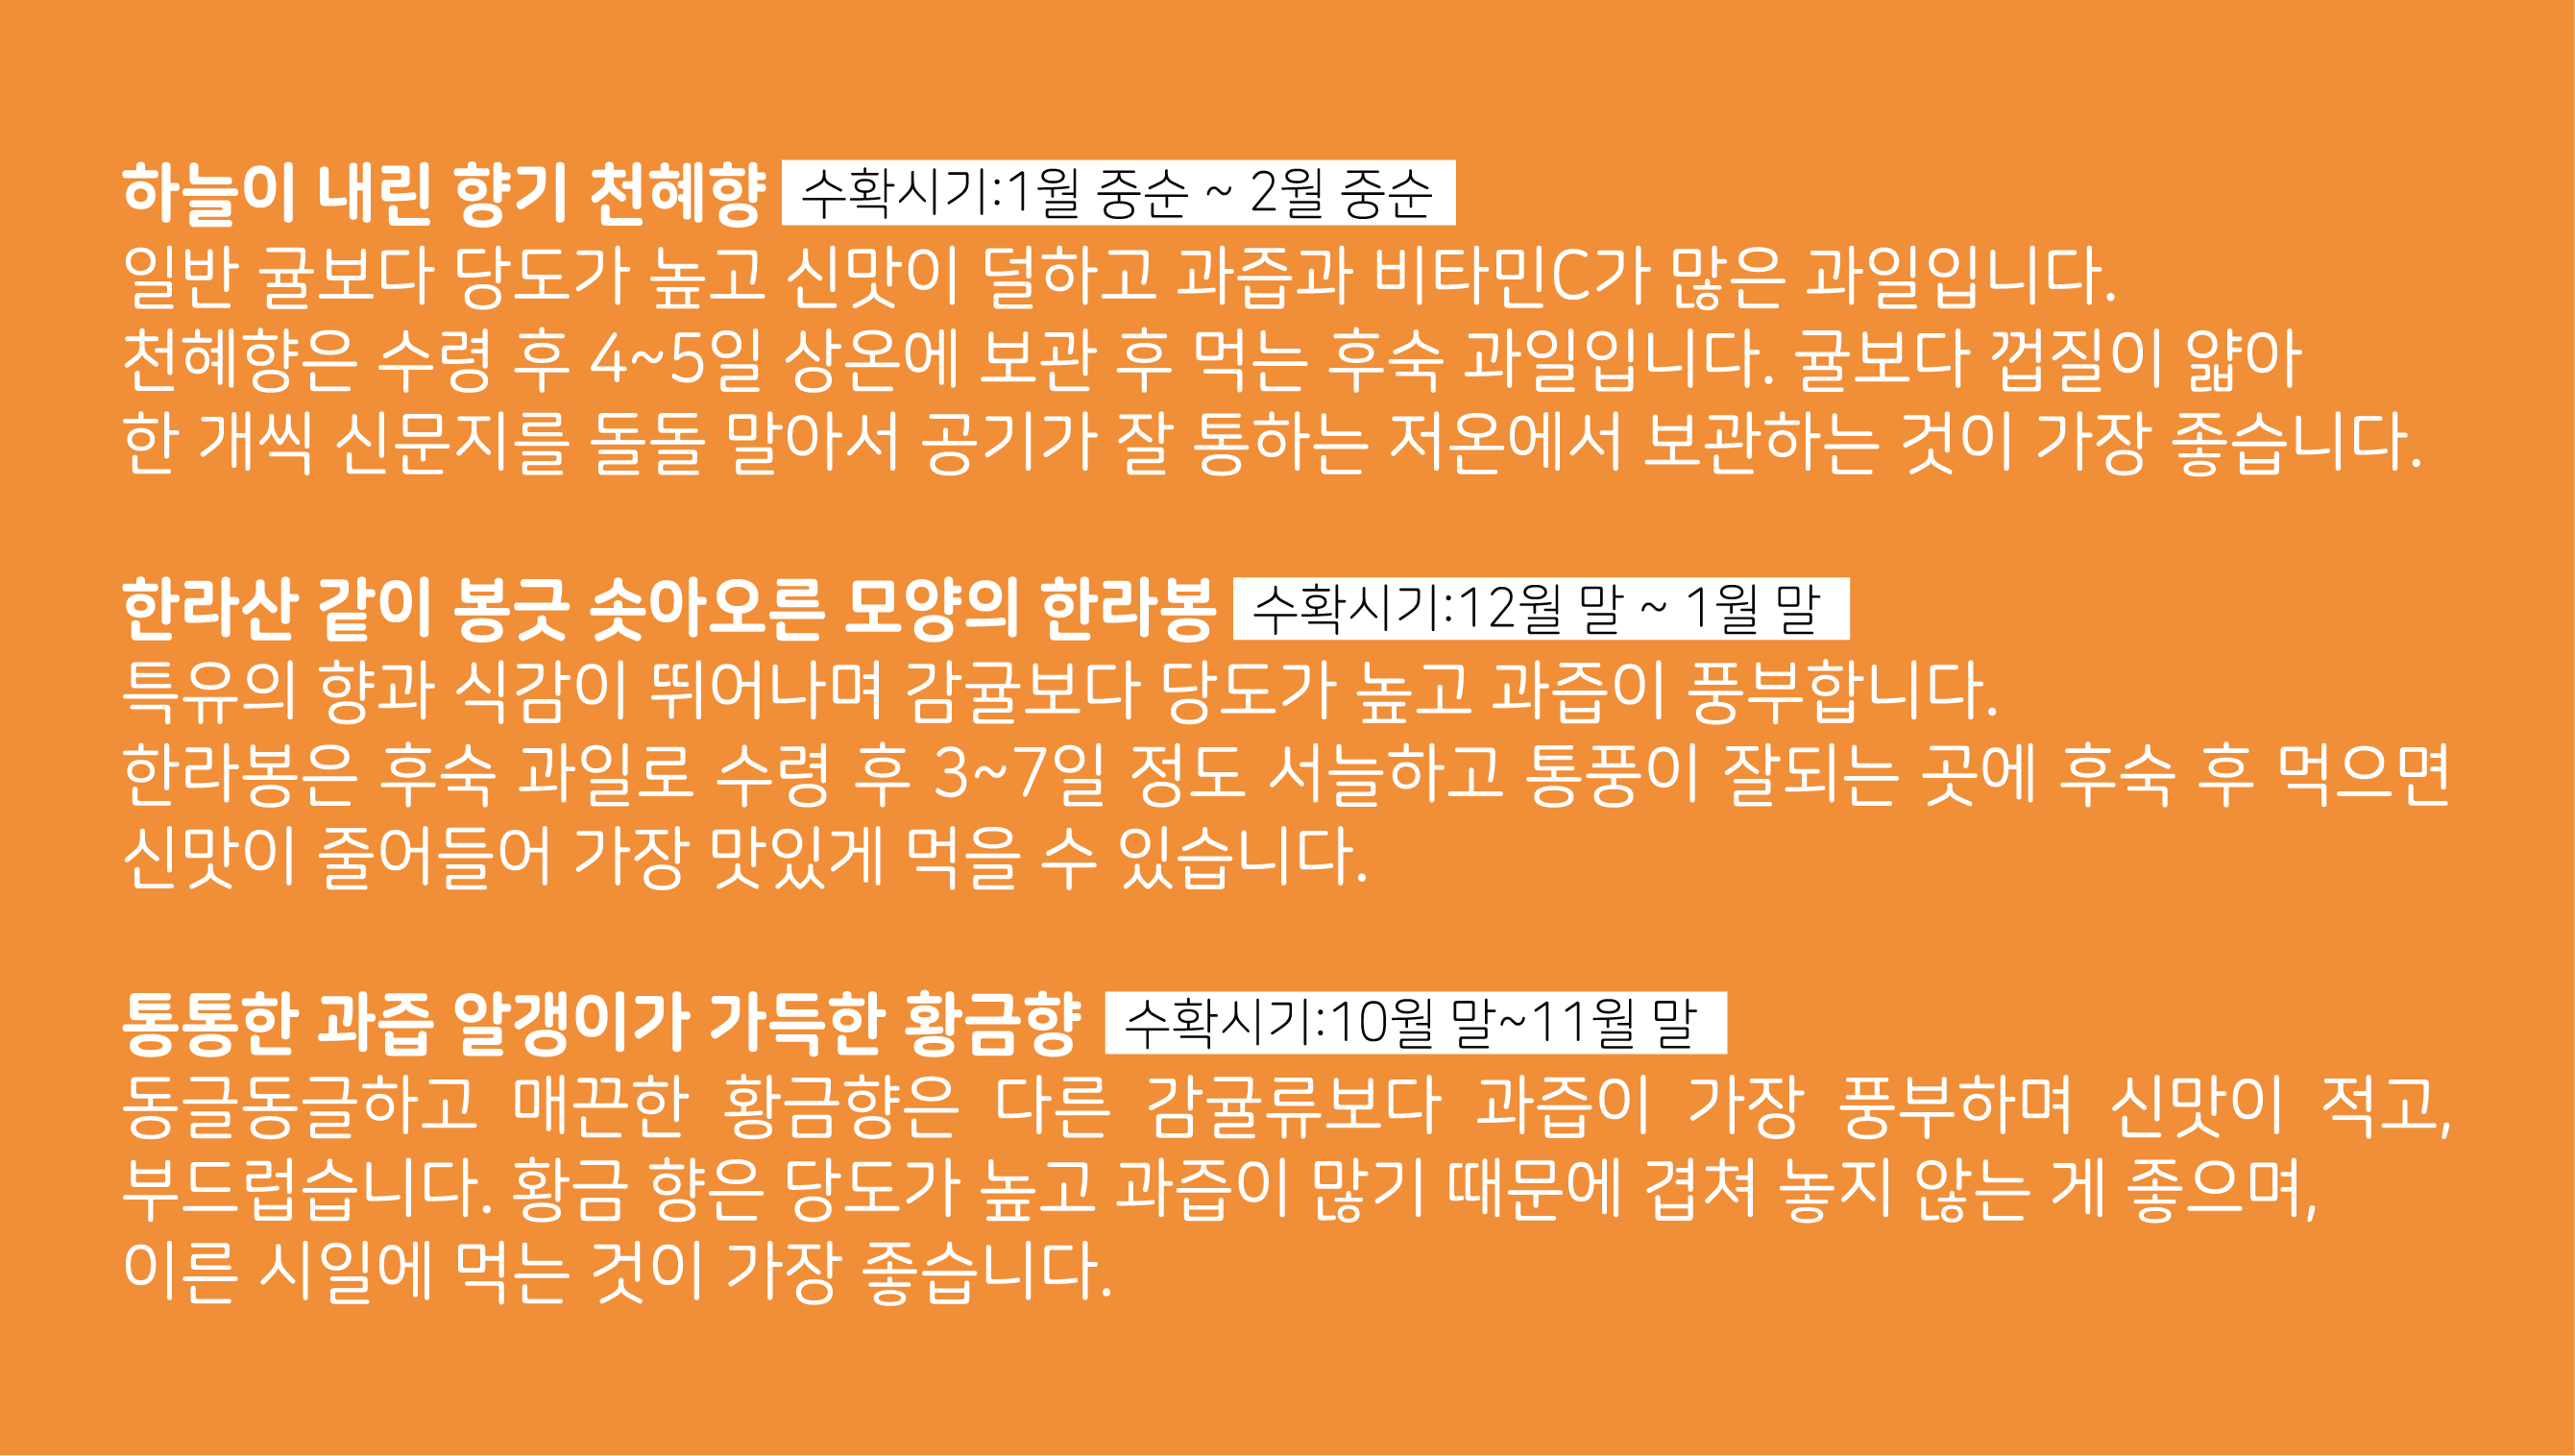 하늘이 내린 향기 천혜향 수확시기:1월 중순 ~ 2월 중순
일반 귤보다 당도가 높고 신맛이 덜하고 과즙과 비타민C가 많은 과일입니다.
천혜향은 수령 후 4~5일 상온에 보관 후 먹는 후숙 과일입니다. 귤보다 껍질이 얇아
한 개씩 신문지를 돌돌 말아서 공기가 잘 통하는 저온에서 보관하는 것이 가장 좋습니다.
한라산 같이 봉긋 솟아오른 모양의 한라봉 수확시기:12월 말 ~ 1월 말
특유의 향과 식감이 뛰어나며 감귤보다 당도가 높고 과즙이 풍부합니다.
한라봉은 후숙 과일로 수령 후 3~7일 정도 서늘하고 통풍이 잘되는 곳에 후숙 후 먹으면
신맛이 줄어들어 가장 맛있게 먹을 수 있습니다.
통통한 과즙 알갱이가 가득한 황금향 수확시기:10월 말~11월 말
동글동글하고 매끈한 황금향은 다른 감귤류보다 과즙이 가장 풍부하며 신맛이 적고,
부드럽습니다. 황금 향은 당도가 높고 과즙이 많기 때문에 겹쳐 놓지 않는 게 좋으며,
이른 시일에 먹는 것이 가장 좋습니다.